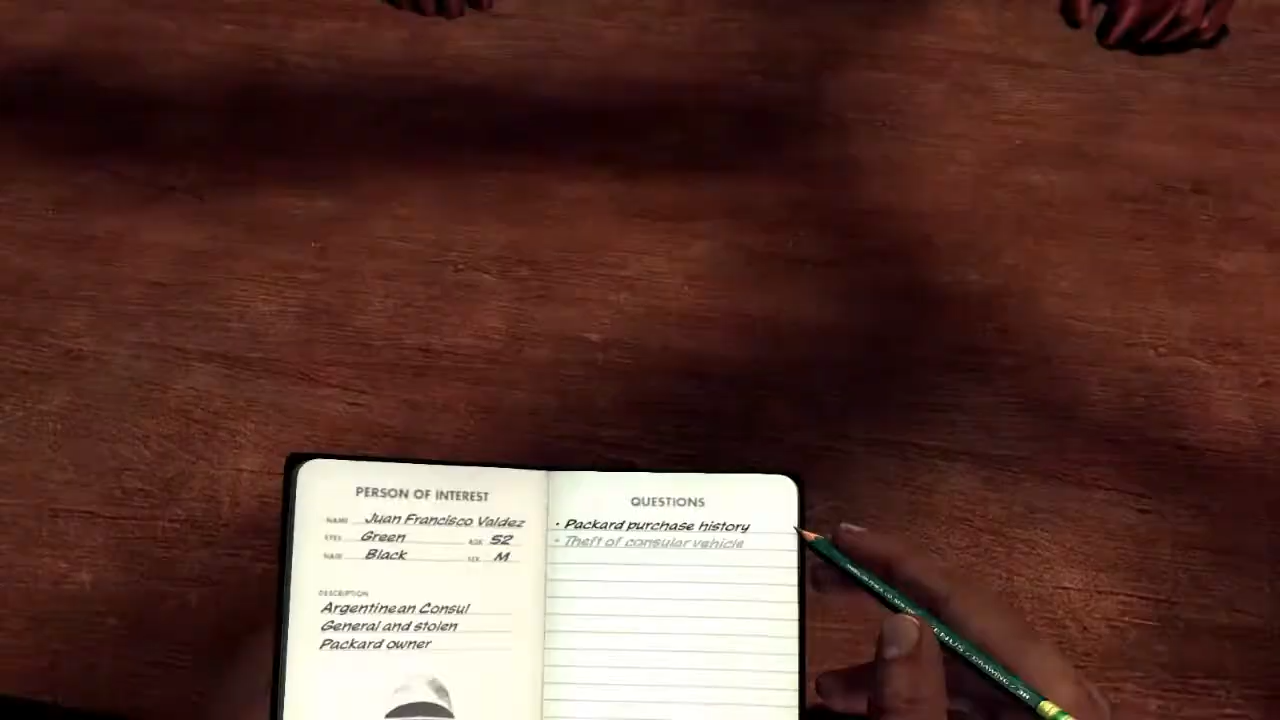 PERSON OF INTEREST
NAME Juan Francisco Valdez
EYES Green AGE 52
HAIR Black SEX M
DESCRIPTION
Argentinean Consul
General and stolen
Packard owner
QUESTIONS
• Packard purchase history
• Theft of consular vehicle
DRAWING